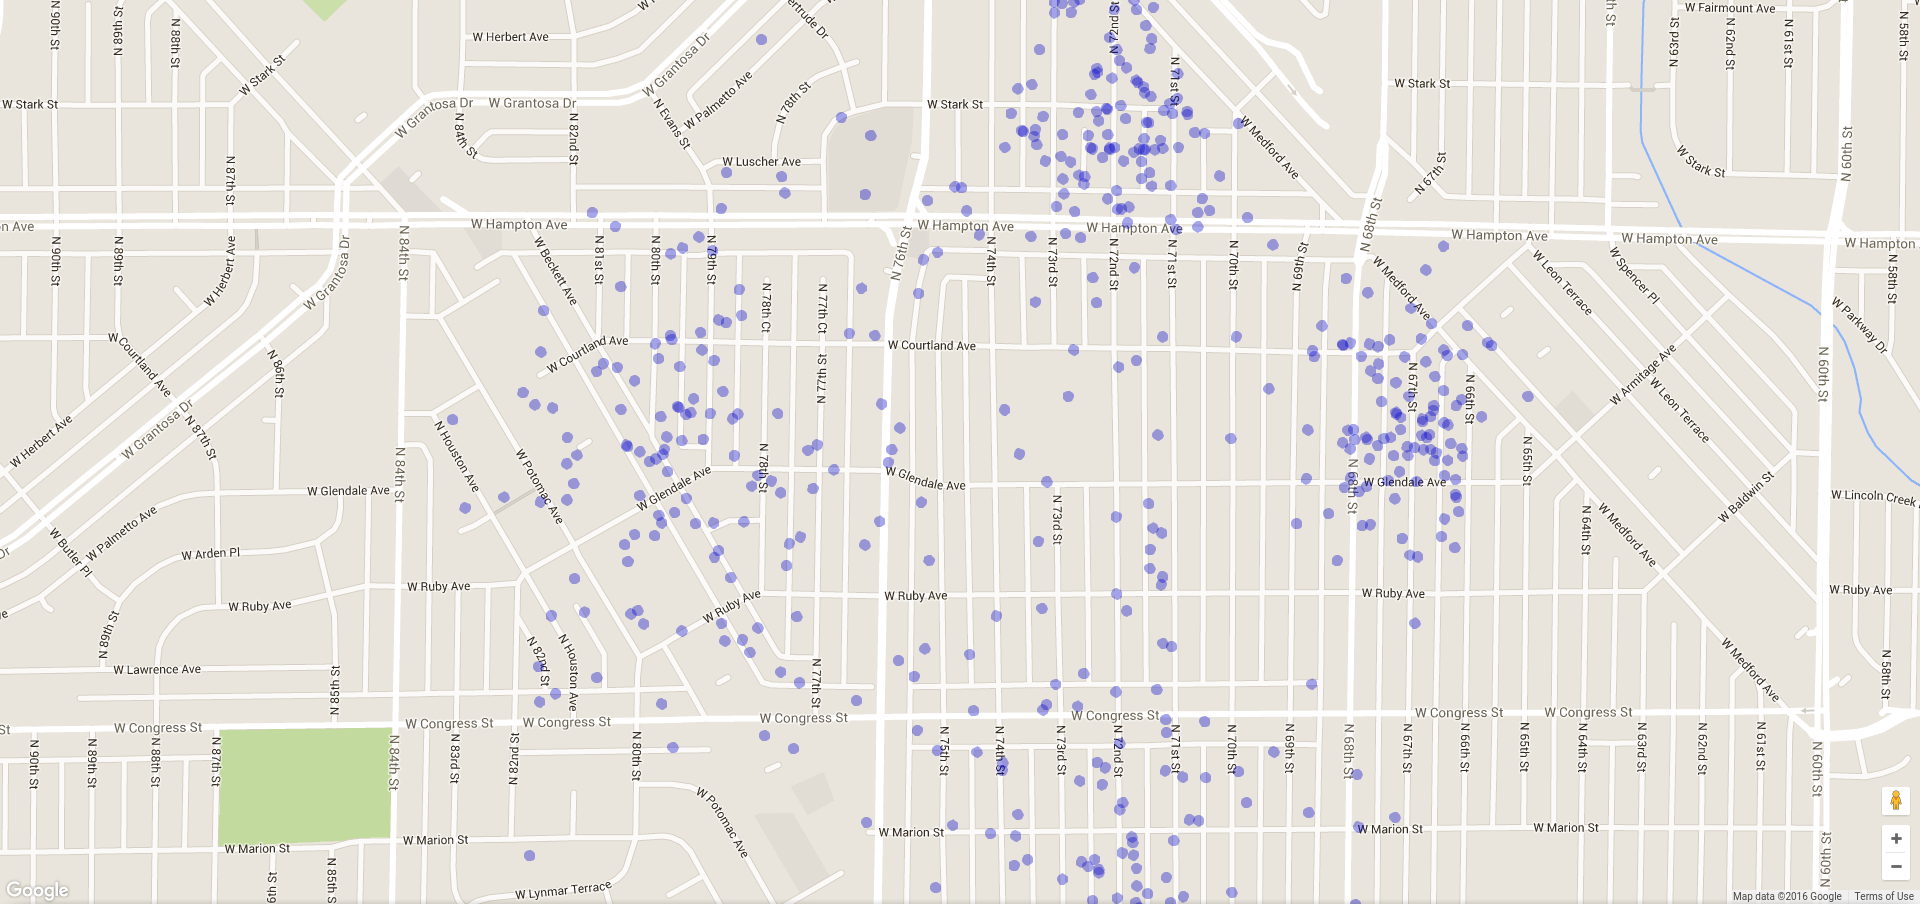 N 90th St
N 89th St
N 88th St
W Stark St
W Herbert Ave
W Grantosa Dr
W Fairmount Ave
N 72nd St
N 63rd St
N 62nd St
N 61st St
N 58th St
W Stark St
W Grantosa Dr
W Grantosa Dr
N 84th St
N 82nd St
N Evans St
W Palmetto Ave
N 78th St
W Stark St
N 71st St
W Medford Ave
W Stark St
N 60th St
W Stark St
N 87th St
W Luscher Ave
N 67th St
n Ave
W Hampton Ave
W Hampton Ave
W Hampton Ave
W Hampton Ave
W Hampton Ave
W Hampton
N 90th St
N 89th St
W Herbert Ave
W Grantosa Dr
N 84th St
W Beckett Ave
N 81st St
N 80th St
N 79th St
N 78th Ct
N 77th Ct
N 76th St
N 74th St
N 73rd St
N 72nd St
N 71st St
N 70th St
N 69th St
N 68th St
W Medford Ave
W Leon Terrace
N Spencer Pl
N 58th St
W Parkway Dr
W Courtland Ave
N 86th St
W Courtland Ave
W Courtland Ave
N 77th St
N 67th St
N 66th St
W Armitage Ave
W Leon Terrace
N 60th St
W Herbert Ave
W Grantosa Dr
N 87th St
N Houston Ave
W Potomac Ave
N 84th St
N 78th St
W Glendale Ave
W Glendale Ave
W Glendale Ave
W Glendale Ave
N 68th St
N 65th St
W Baldwin St
W Lincoln Creek
W Palmetto Ave
W Butler Pl
W Arden Pl
N 73rd St
N 64th St
W Medford Ave
Dr
W Ruby Ave
W Ruby Ave
W Ruby Ave
W Ruby Ave
W Ruby Ave
W Ruby Ave
N 89th St
N 82nd St
N Houston Ave
W Medford Ave
N 58th St
W Lawrence Ave
N 85th St
N 77th St
St
W Congress St
W Congress St
W Congress St
W Congress St
W Congress St
W Congress St
W Congress St
N 90th St
N 89th St
N 88th St
N 87th St
N 84th St
N 83rd St
N 82nd St
N 80th St
N 75th St
N 74th St
N 73rd St
N 72nd St
N 71st St
N 70th St
N 69th St
N 68th St
N 67th St
N 66th St
N 65th St
N 64th St
N 63rd St
N 62nd St
N 61st St
N 60th St
W Potomac Ave
W Marion St
W Marion St
W Marion St
W Marion St
W Marion St
N 85th S
N 60th St
W Lynmar Terrace
Google
Map data ©2016 Google
Terms of Use